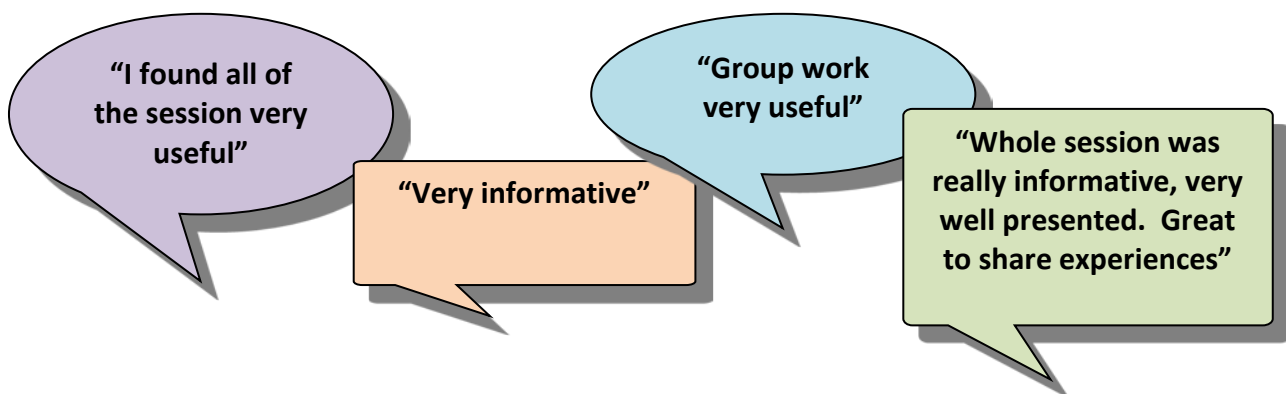 “I found all of
the session very
useful”
“Very informative”
“Group work
very useful”
“Whole session was
really informative, very
well presented.  Great
to share experiences”